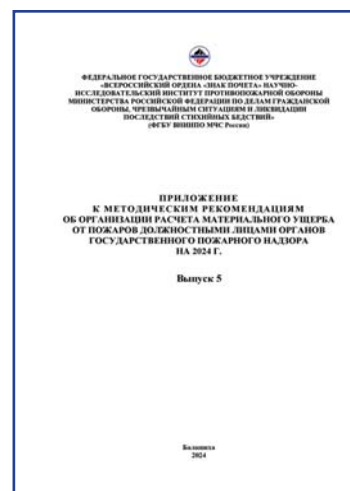 ФЕДЕРАЛЬНОЕ ГОСУДАРСТВЕННОЕ БЮДЖЕТНОЕ УЧРЕЖДЕНИЕ
«ВСЕРОССИЙСКИЙ ОРДЕНА «ЗНАК ПОЧЕТА» НАУЧНО-
ИССЛЕДОВАТЕЛЬСКИЙ ИНСТИТУТ ПРОТИВОПОЖАРНОЙ ОБОРОНЫ
МИНИСТЕРСТВА РОССИЙСКОЙ ФЕДЕРАЦИИ ПО ДЕЛАМ ГРАЖДАНСКОЙ
ОБОРОНЫ, ЧРЕЗВЫЧАЙНЫМ СИТУАЦИЯМ И ЛИКВИДАЦИИ
ПОСЛЕДСТВИЙ СТИХИЙНЫХ БЕДСТВИЙ»
(ФГБУ ВНИИПО МЧС России)
ПРИЛОЖЕНИЕ
К МЕТОДИЧЕСКИМ РЕКОМЕНДАЦИЯМ
ОБ ОРГАНИЗАЦИИ РАСЧЕТА МАТЕРИАЛЬНОГО УЩЕРБА
ОТ ПОЖАРОВ ДОЛЖНОСТНЫМИ ЛИЦАМИ ОРГАНОВ
ГОСУДАРСТВЕННОГО ПОЖАРНОГО НАДЗОРА
НА 2024 Г.
Выпуск 5
Балашиха
2024